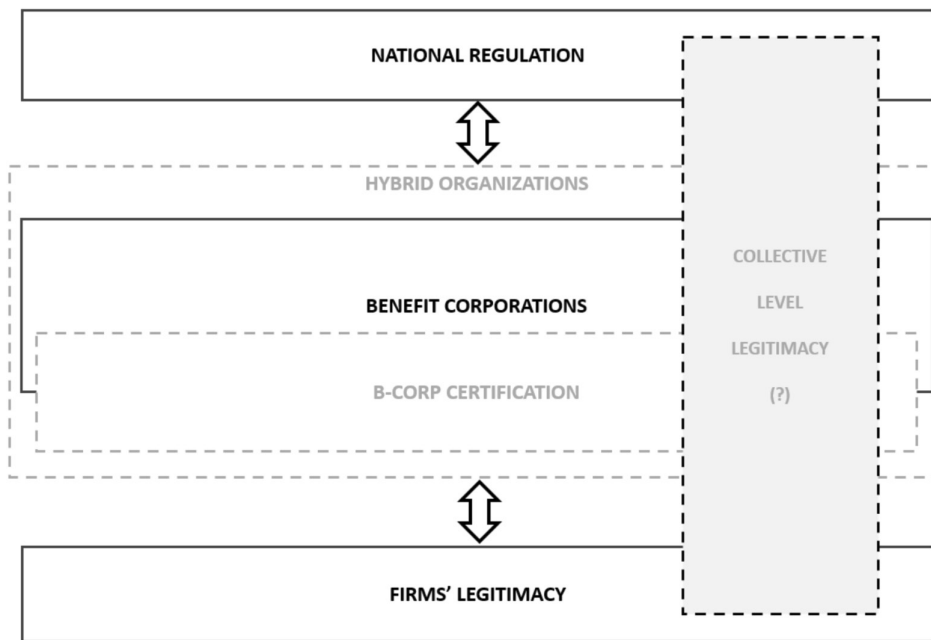 NATIONAL REGULATION
HYBRID ORGANIZATIONS
BENEFIT CORPORATIONS
B-CORP CERTIFICATION
COLLECTIVE
LEVEL
LEGITIMACY
(?)
FIRMS’ LEGITIMACY